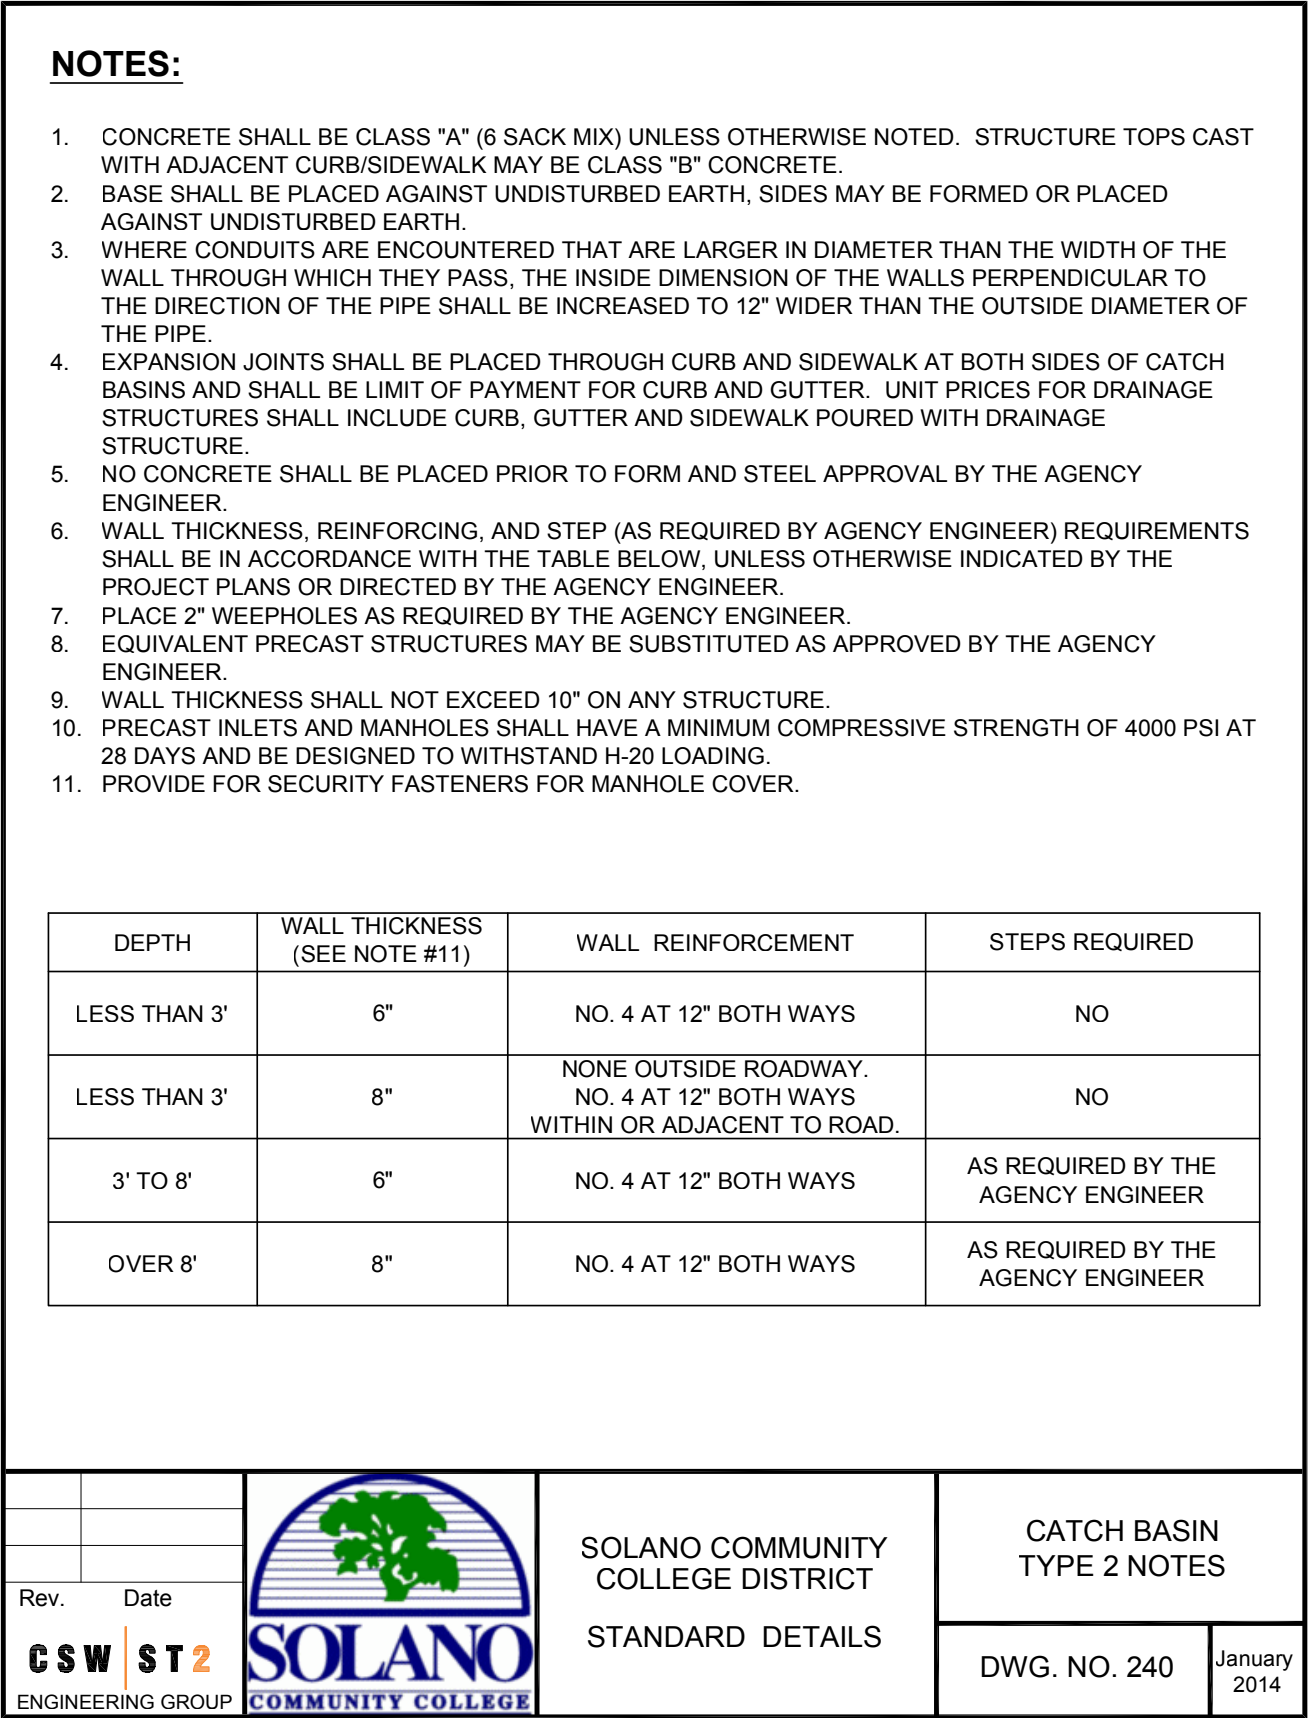 NOTES:
1. CONCRETE SHALL BE CLASS "A" (6 SACK MIX) UNLESS OTHERWISE NOTED.  STRUCTURE TOPS CAST
WITH ADJACENT CURB/SIDEWALK MAY BE CLASS "B" CONCRETE.
2. BASE SHALL BE PLACED AGAINST UNDISTURBED EARTH, SIDES MAY BE FORMED OR PLACED
AGAINST UNDISTURBED EARTH.
3. WHERE CONDUITS ARE ENCOUNTERED THAT ARE LARGER IN DIAMETER THAN THE WIDTH OF THE
WALL THROUGH WHICH THEY PASS, THE INSIDE DIMENSION OF THE WALLS PERPENDICULAR TO
THE DIRECTION OF THE PIPE SHALL BE INCREASED TO 12" WIDER THAN THE OUTSIDE DIAMETER OF
THE PIPE.
4. EXPANSION JOINTS SHALL BE PLACED THROUGH CURB AND SIDEWALK AT BOTH SIDES OF CATCH
BASINS AND SHALL BE LIMIT OF PAYMENT FOR CURB AND GUTTER.  UNIT PRICES FOR DRAINAGE
STRUCTURES SHALL INCLUDE CURB, GUTTER AND SIDEWALK POURED WITH DRAINAGE
STRUCTURE.
5. NO CONCRETE SHALL BE PLACED PRIOR TO FORM AND STEEL APPROVAL BY THE AGENCY
ENGINEER.
6. WALL THICKNESS, REINFORCING, AND STEP (AS REQUIRED BY AGENCY ENGINEER) REQUIREMENTS
SHALL BE IN ACCORDANCE WITH THE TABLE BELOW, UNLESS OTHERWISE INDICATED BY THE
PROJECT PLANS OR DIRECTED BY THE AGENCY ENGINEER.
7. PLACE 2" WEEPHOLES AS REQUIRED BY THE AGENCY ENGINEER.
8. EQUIVALENT PRECAST STRUCTURES MAY BE SUBSTITUTED AS APPROVED BY THE AGENCY
ENGINEER.
9. WALL THICKNESS SHALL NOT EXCEED 10" ON ANY STRUCTURE.
10. PRECAST INLETS AND MANHOLES SHALL HAVE A MINIMUM COMPRESSIVE STRENGTH OF 4000 PSI AT
28 DAYS AND BE DESIGNED TO WITHSTAND H-20 LOADING.
11. PROVIDE FOR SECURITY FASTENERS FOR MANHOLE COVER.
DEPTH
WALL THICKNESS
(SEE NOTE #11)
WALL  REINFORCEMENT
STEPS REQUIRED
LESS THAN 3'
6"
NO. 4 AT 12" BOTH WAYS
NO
LESS THAN 3'
8"
NONE OUTSIDE ROADWAY.
NO. 4 AT 12" BOTH WAYS
WITHIN OR ADJACENT TO ROAD.
NO
3' TO 8'
6"
NO. 4 AT 12" BOTH WAYS
AS REQUIRED BY THE
AGENCY ENGINEER
OVER 8'
8"
NO. 4 AT 12" BOTH WAYS
AS REQUIRED BY THE
AGENCY ENGINEER
Rev. Date
CSW ST2
ENGINEERING GROUP
SOLANO
COMMUNITY COLLEGE
SOLANO COMMUNITY
COLLEGE DISTRICT
STANDARD  DETAILS
CATCH BASIN
TYPE 2 NOTES
DWG. NO. 240
January
2014